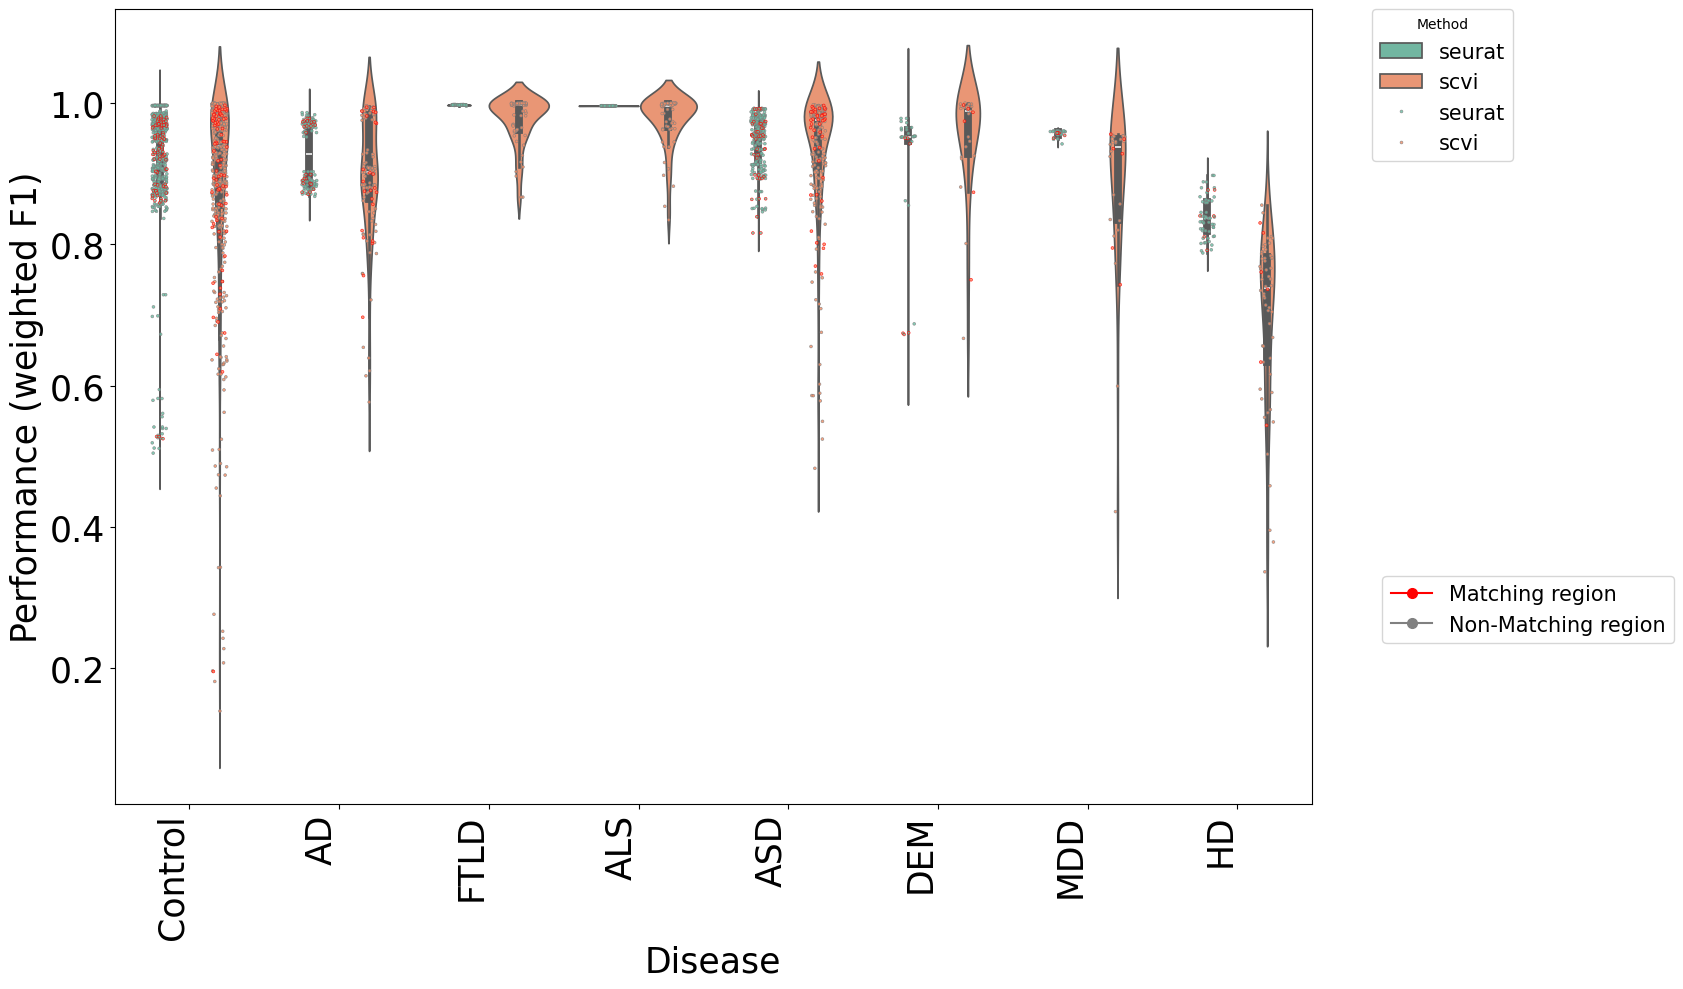 Performance (weighted F1)
1.0
0.8
0.6
0.4
0.2
Control
AD
FTLD
ALS
ASD
DEM
MDD
HD
Disease
Method
seurat
scvi
seurat
scvi
Matching region
Non-Matching region